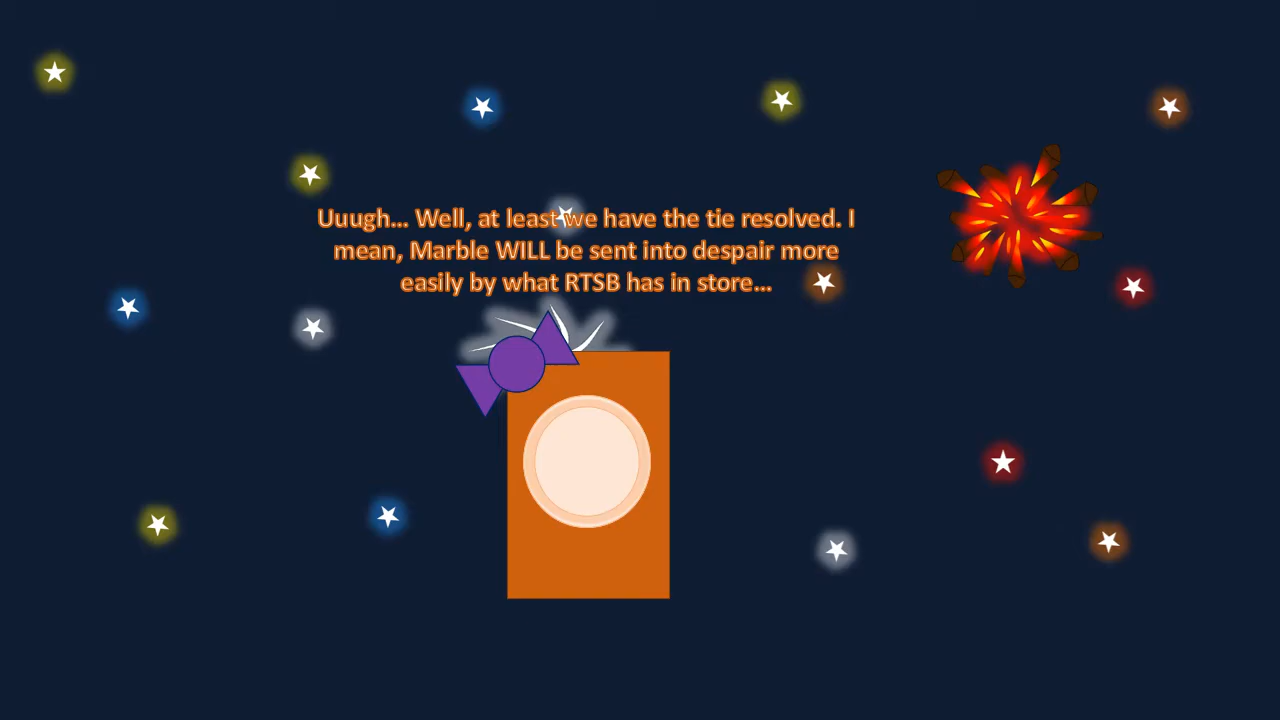 Uuugh... Well, at least we have the tie resolved. I
mean, Marble WILL be sent into despair more
easily by what RTSB has in store...